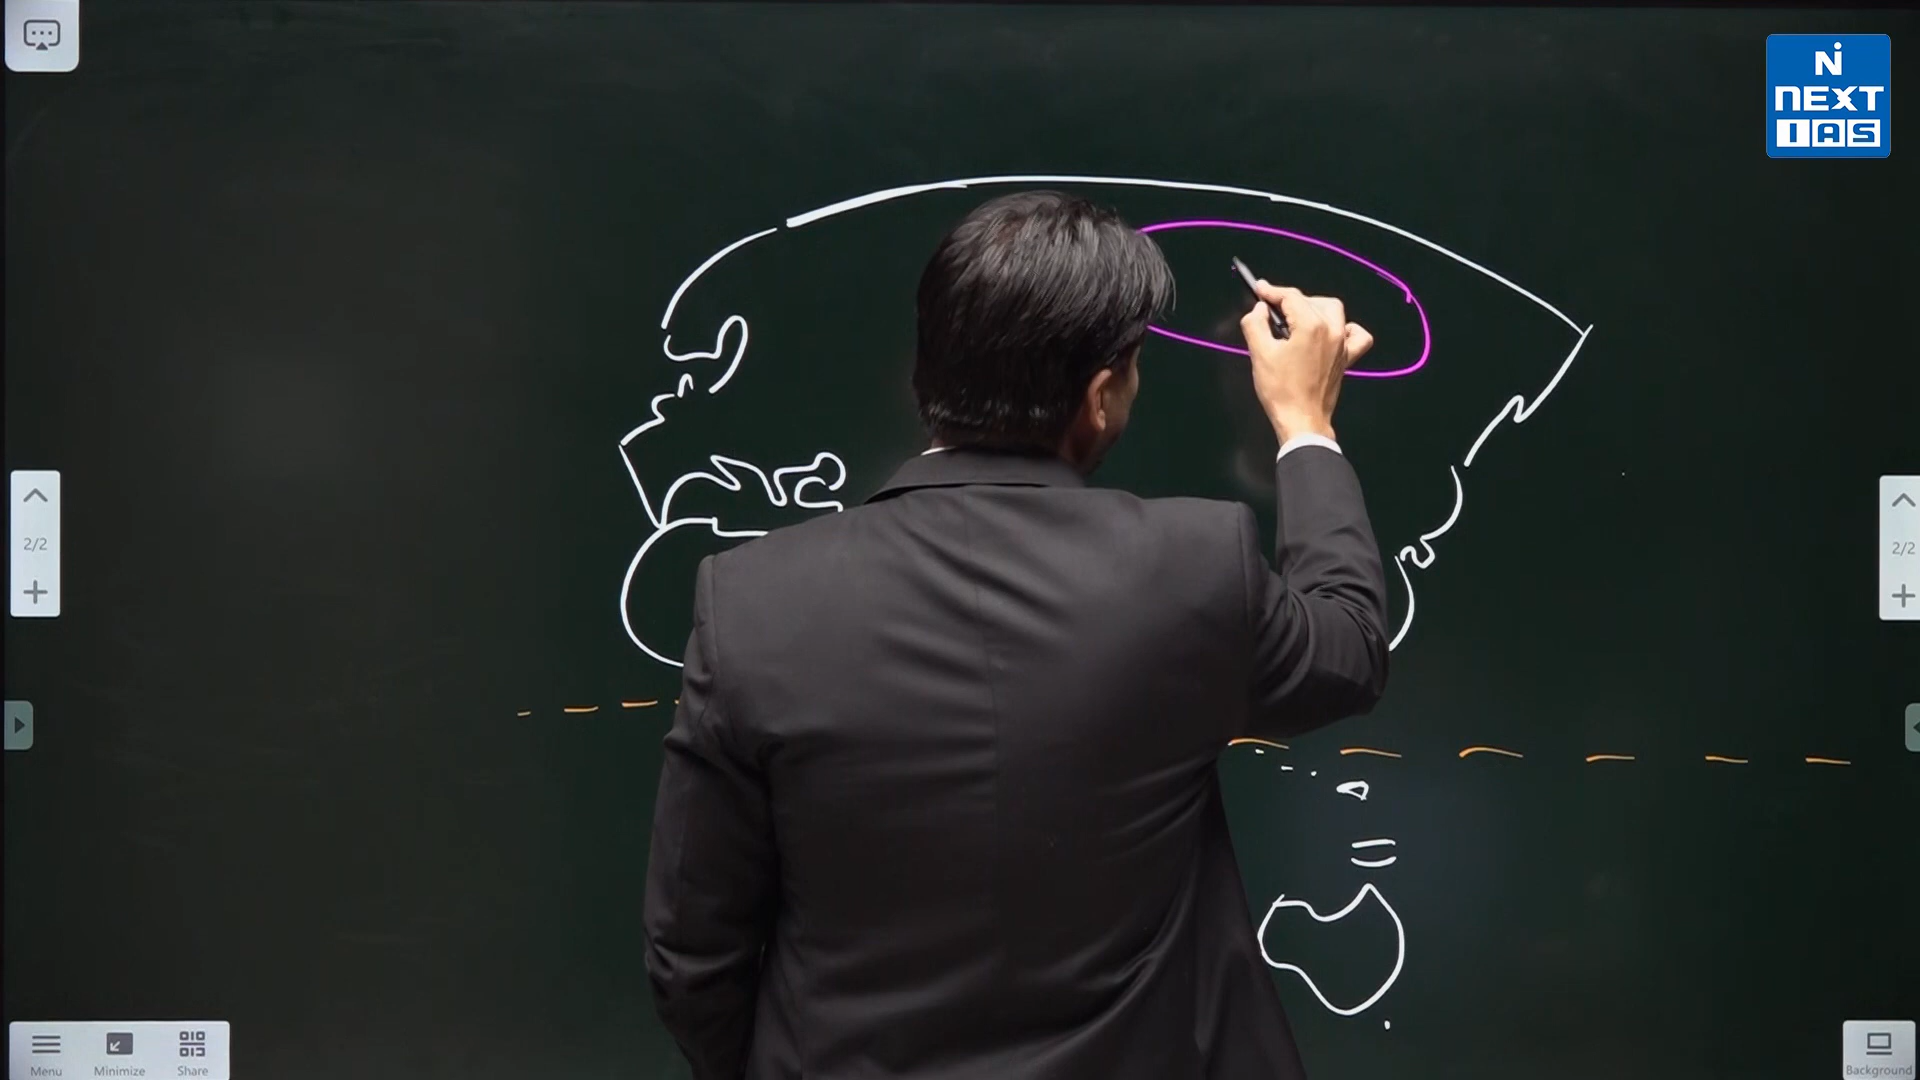 N
NEXT
IAS
2/2
2/2
Menu
Minimize
Share
Background